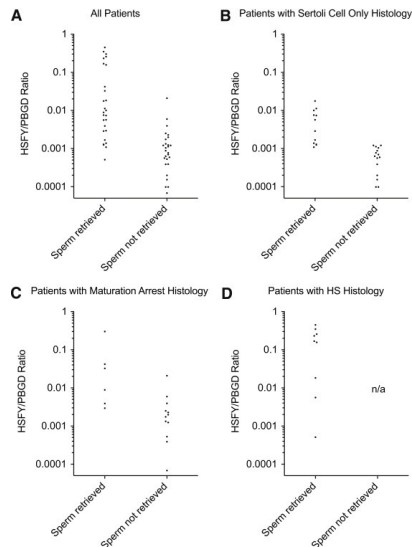 A All Patients
HSFY/PBGD Ratio
1
0.1
0.01
0.001
0.0001
Sperm retrieved
Sperm not retrieved
B Patients with Sertoli Cell Only Histology
HSFY/PBGD Ratio
1
0.1
0.01
0.001
0.0001
Sperm retrieved
Sperm not retrieved
C Patients with Maturation Arrest Histology
HSFY/PBGD Ratio
1
0.1
0.01
0.001
0.0001
Sperm retrieved
Sperm not retrieved
D Patients with HS Histology
HSFY/PBGD Ratio
1
0.1
0.01
0.001
0.0001
n/a
Sperm retrieved
Sperm not retrieved